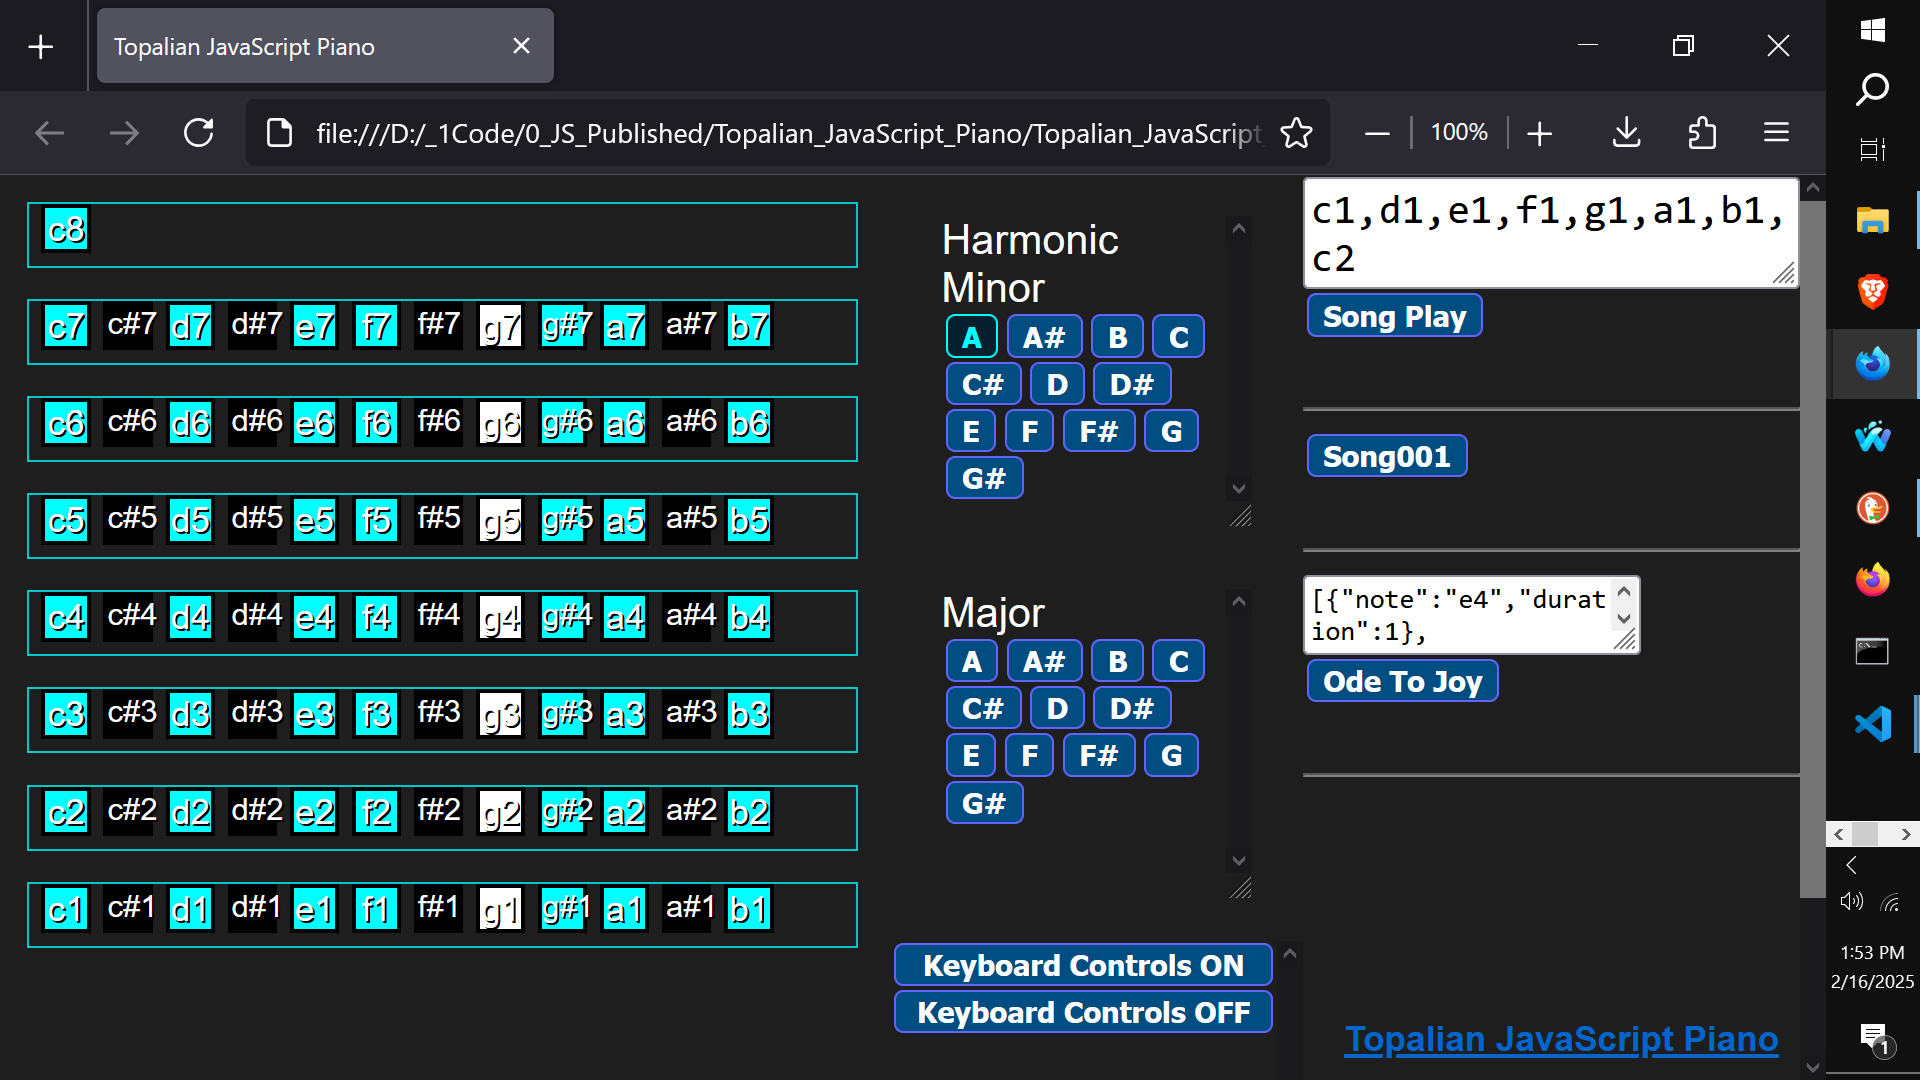 Topalian JavaScript Piano
file:///D:/_1Code/0_JS_Published/Topalian_JavaScript_Piano/Topalian_JavaScript
100%
c8
c7 c#7 d7 d#7 e7 f7 f#7 g7 g#7 a7 a#7 b7
c6 c#6 d6 d#6 e6 f6 f#6 g6 g#6 a6 a#6 b6
c5 c#5 d5 d#5 e5 f5 f#5 g5 g#5 a5 a#5 b5
c4 c#4 d4 d#4 e4 f4 f#4 g4 g#4 a4 a#4 b4
c3 c#3 d3 d#3 e3 f3 f#3 g3 g#3 a3 a#3 b3
c2 c#2 d2 d#2 e2 f2 f#2 g2 g#2 a2 a#2 b2
c1 c#1 d1 d#1 e1 f1 f#1 g1 g#1 a1 a#1 b1
Harmonic
Minor
A A# B C
C# D D#
E F F# G
G#
Major
A A# B C
C# D D#
E F F# G
G#
Keyboard Controls ON
Keyboard Controls OFF
c1,d1,e1,f1,g1,a1,b1,
c2
Song Play
Song001
[{"note":"e4","durat
ion":1},
Ode To Joy
Topalian JavaScript Piano
1:53 PM
2/16/2025
1